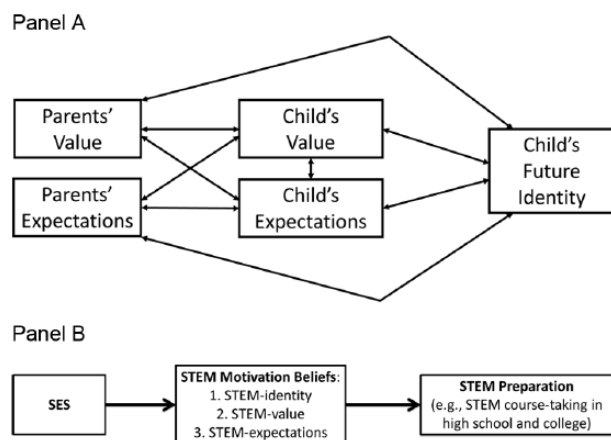 Panel A
Parents'
Value
Child's
Value
Parents'
Expectations
Child's
Expectations
Child's
Future
Identity
Panel B
SES
STEM Motivation Beliefs:
1. STEM-identity
2. STEM-value
3. STEM-expectations
STEM Preparation
(e.g., STEM course-taking in
high school and college)